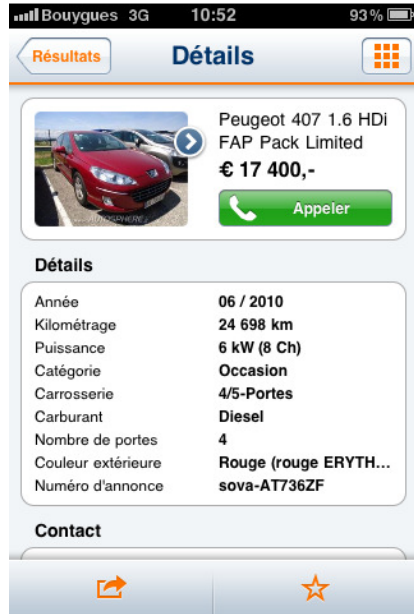 Bouygues 3G 10:52 93 %
Résultats Détails
Peugeot 407 1.6 HDi
FAP Pack Limited
€ 17 400,-
Appeler
AUTOSPHERE
Détails
Année 06 / 2010
Kilométrage 24 698 km
Puissance 6 kW (8 Ch)
Catégorie Occasion
Carrosserie 4/5-Portes
Carburant Diesel
Nombre de portes 4
Couleur extérieure Rouge (rouge ERYTH...
Numéro d'annonce sova-AT736ZF
Contact